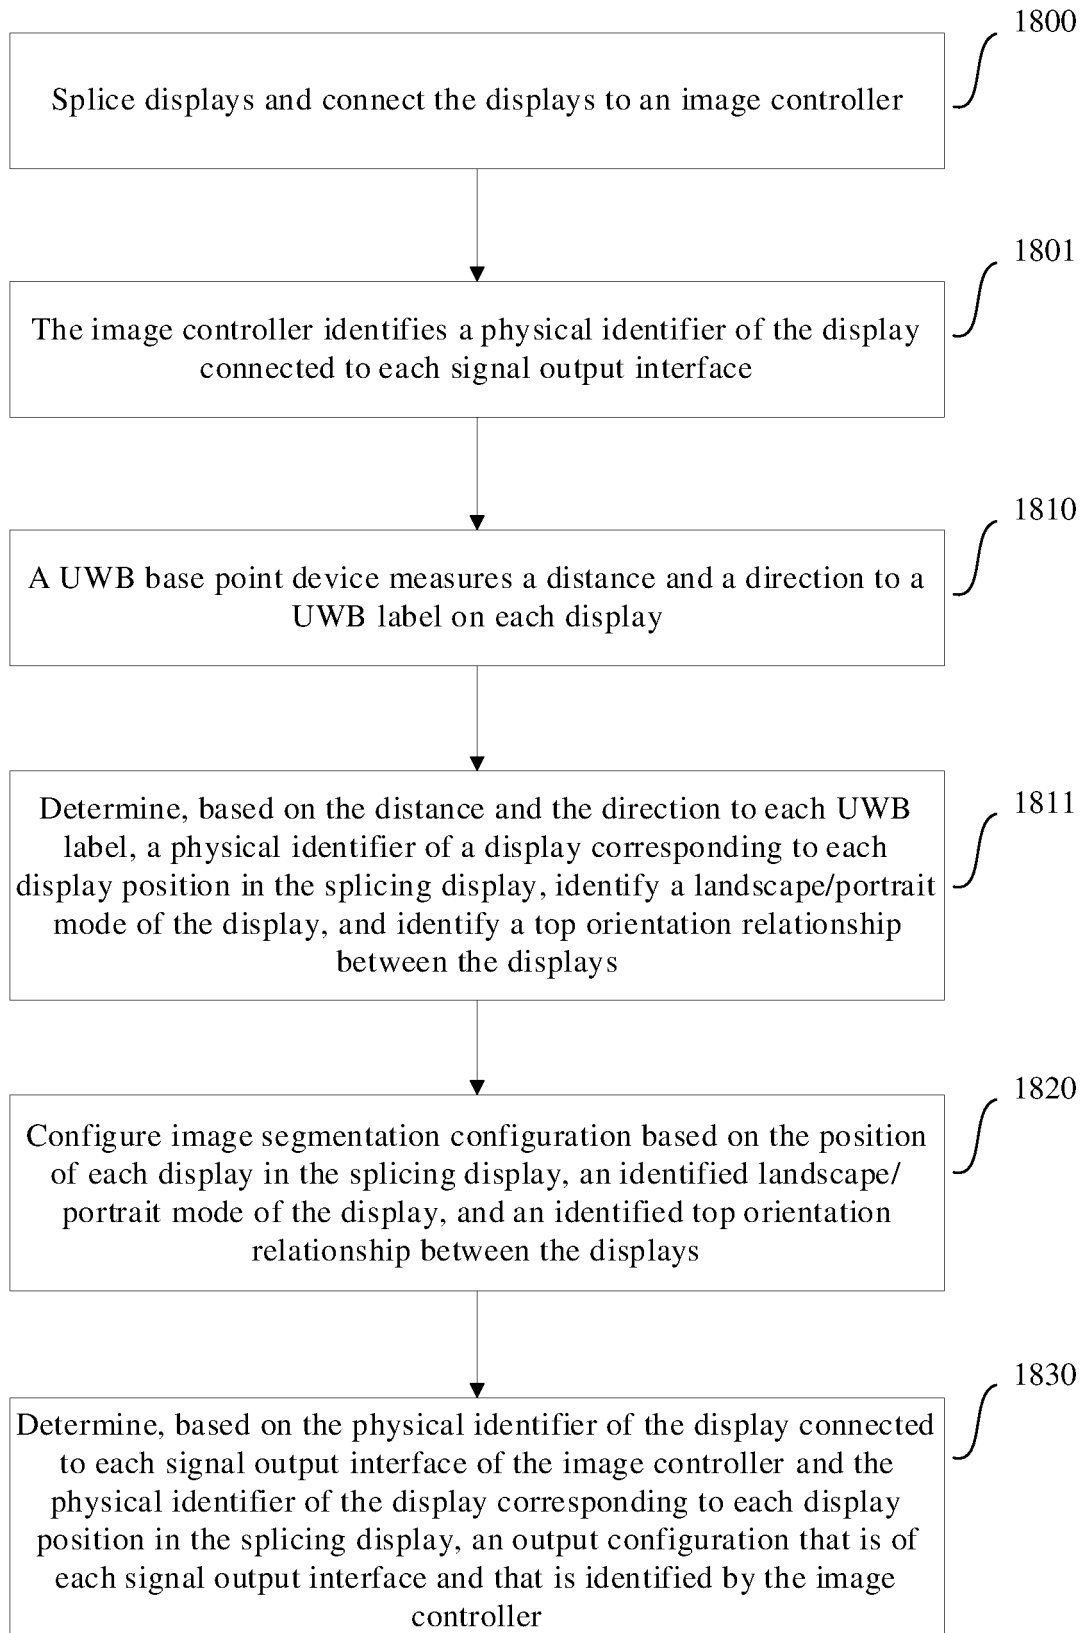 1800
Splice displays and connect the displays to an image controller
1801
The image controller identifies a physical identifier of the display
connected to each signal output interface
1810
A UWB base point device measures a distance and a direction to a
UWB label on each display
1811
Determine, based on the distance and the direction to each UWB
label, a physical identifier of a display corresponding to each
display position in the splicing display, identify a landscape/portrait
mode of the display, and identify a top orientation relationship
between the displays
1820
Configure image segmentation configuration based on the position
of each display in the splicing display, an identified landscape/
portrait mode of the display, and an identified top orientation
relationship between the displays
1830
Determine, based on the physical identifier of the display connected
to each signal output interface of the image controller and the
physical identifier of the display corresponding to each display
position in the splicing display, an output configuration that is of
each signal output interface and that is identified by the image
controller